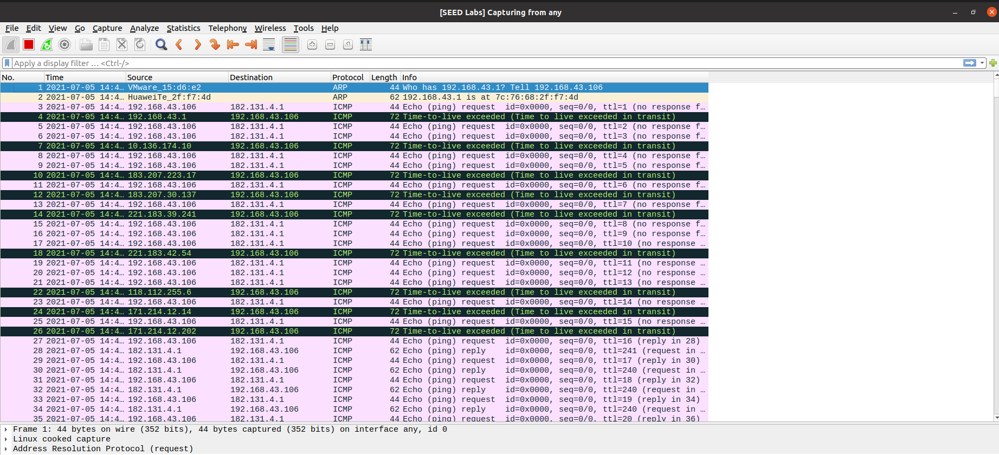 [SEED Labs] Capturing from any
File Edit View Go Capture Analyze Statistics Telephony Wireless Tools Help
Apply a display filter … <Ctrl-/>
No. Time Source Destination Protocol Length Info
1 2021-07-05 14:4… VMware_15:d6:e2 ARP 44 Who has 192.168.43.1? Tell 192.168.43.106
2 2021-07-05 14:4… HuaweiTe_2f:f7:4d ARP 62 192.168.43.1 is at 7c:76:68:2f:f7:4d
3 2021-07-05 14:4… 192.168.43.106 182.131.4.1 ICMP 44 Echo (ping) request id=0x0000, seq=0/0, ttl=1 (no response f…
4 2021-07-05 14:4… 192.168.43.1 192.168.43.106 ICMP 72 Time-to-live exceeded (Time to live exceeded in transit)
5 2021-07-05 14:4… 192.168.43.106 182.131.4.1 ICMP 44 Echo (ping) request id=0x0000, seq=0/0, ttl=2 (no response f…
6 2021-07-05 14:4… 192.168.43.106 182.131.4.1 ICMP 44 Echo (ping) request id=0x0000, seq=0/0, ttl=3 (no response f…
7 2021-07-05 14:4… 10.136.174.10 192.168.43.106 ICMP 72 Time-to-live exceeded (Time to live exceeded in transit)
8 2021-07-05 14:4… 192.168.43.106 182.131.4.1 ICMP 44 Echo (ping) request id=0x0000, seq=0/0, ttl=4 (no response f…
9 2021-07-05 14:4… 192.168.43.106 182.131.4.1 ICMP 44 Echo (ping) request id=0x0000, seq=0/0, ttl=5 (no response f…
10 2021-07-05 14:4… 183.207.223.17 192.168.43.106 ICMP 72 Time-to-live exceeded (Time to live exceeded in transit)
11 2021-07-05 14:4… 192.168.43.106 182.131.4.1 ICMP 44 Echo (ping) request id=0x0000, seq=0/0, ttl=6 (no response f…
12 2021-07-05 14:4… 183.207.30.137 192.168.43.106 ICMP 72 Time-to-live exceeded (Time to live exceeded in transit)
13 2021-07-05 14:4… 192.168.43.106 182.131.4.1 ICMP 44 Echo (ping) request id=0x0000, seq=0/0, ttl=7 (no response f…
14 2021-07-05 14:4… 221.183.39.241 192.168.43.106 ICMP 72 Time-to-live exceeded (Time to live exceeded in transit)
15 2021-07-05 14:4… 192.168.43.106 182.131.4.1 ICMP 44 Echo (ping) request id=0x0000, seq=0/0, ttl=8 (no response f…
16 2021-07-05 14:4… 192.168.43.106 182.131.4.1 ICMP 44 Echo (ping) request id=0x0000, seq=0/0, ttl=9 (no response f…
17 2021-07-05 14:4… 192.168.43.106 182.131.4.1 ICMP 44 Echo (ping) request id=0x0000, seq=0/0, ttl=10 (no response …
18 2021-07-05 14:4… 221.183.42.54 192.168.43.106 ICMP 72 Time-to-live exceeded (Time to live exceeded in transit)
19 2021-07-05 14:4… 192.168.43.106 182.131.4.1 ICMP 44 Echo (ping) request id=0x0000, seq=0/0, ttl=11 (no response …
20 2021-07-05 14:4… 192.168.43.106 182.131.4.1 ICMP 44 Echo (ping) request id=0x0000, seq=0/0, ttl=12 (no response …
21 2021-07-05 14:4… 192.168.43.106 182.131.4.1 ICMP 44 Echo (ping) request id=0x0000, seq=0/0, ttl=13 (no response …
22 2021-07-05 14:4… 118.112.255.6 192.168.43.106 ICMP 72 Time-to-live exceeded (Time to live exceeded in transit)
23 2021-07-05 14:4… 192.168.43.106 182.131.4.1 ICMP 44 Echo (ping) request id=0x0000, seq=0/0, ttl=14 (no response …
24 2021-07-05 14:4… 171.214.12.14 192.168.43.106 ICMP 72 Time-to-live exceeded (Time to live exceeded in transit)
25 2021-07-05 14:4… 192.168.43.106 182.131.4.1 ICMP 44 Echo (ping) request id=0x0000, seq=0/0, ttl=15 (no response …
26 2021-07-05 14:4… 171.214.12.202 192.168.43.106 ICMP 72 Time-to-live exceeded (Time to live exceeded in transit)
27 2021-07-05 14:4… 192.168.43.106 182.131.4.1 ICMP 44 Echo (ping) request id=0x0000, seq=0/0, ttl=16 (reply in 28)
28 2021-07-05 14:4… 182.131.4.1 192.168.43.106 ICMP 62 Echo (ping) reply id=0x0000, seq=0/0, ttl=241 (request in …
29 2021-07-05 14:4… 192.168.43.106 182.131.4.1 ICMP 44 Echo (ping) request id=0x0000, seq=0/0, ttl=17 (reply in 30)
30 2021-07-05 14:4… 182.131.4.1 192.168.43.106 ICMP 62 Echo (ping) reply id=0x0000, seq=0/0, ttl=240 (request in …
31 2021-07-05 14:4… 192.168.43.106 182.131.4.1 ICMP 44 Echo (ping) request id=0x0000, seq=0/0, ttl=18 (reply in 32)
32 2021-07-05 14:4… 182.131.4.1 192.168.43.106 ICMP 62 Echo (ping) reply id=0x0000, seq=0/0, ttl=240 (request in …
33 2021-07-05 14:4… 192.168.43.106 182.131.4.1 ICMP 44 Echo (ping) request id=0x0000, seq=0/0, ttl=19 (reply in 34)
34 2021-07-05 14:4… 182.131.4.1 192.168.43.106 ICMP 62 Echo (ping) reply id=0x0000, seq=0/0, ttl=240 (request in …
35 2021-07-05 14:4… 192.168.43.106 182.131.4.1 ICMP 44 Echo (ping) request id=0x0000, seq=0/0, ttl=20 (reply in 36)
Frame 1: 44 bytes on wire (352 bits), 44 bytes captured (352 bits) on interface any, id 0
Linux cooked capture
Address Resolution Protocol (request)